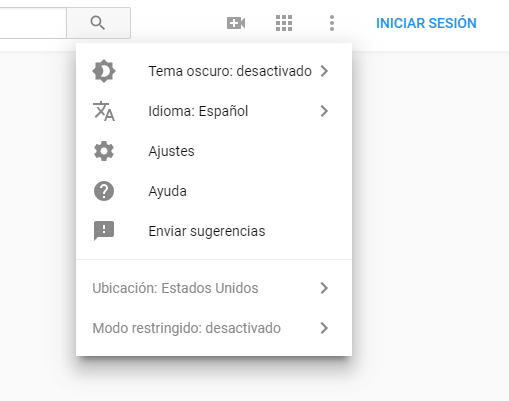 INICIAR SESIÓN
Tema oscuro: desactivado
Idioma: Español
Ajustes
Ayuda
Enviar sugerencias
Ubicación: Estados Unidos
Modo restringido: desactivado